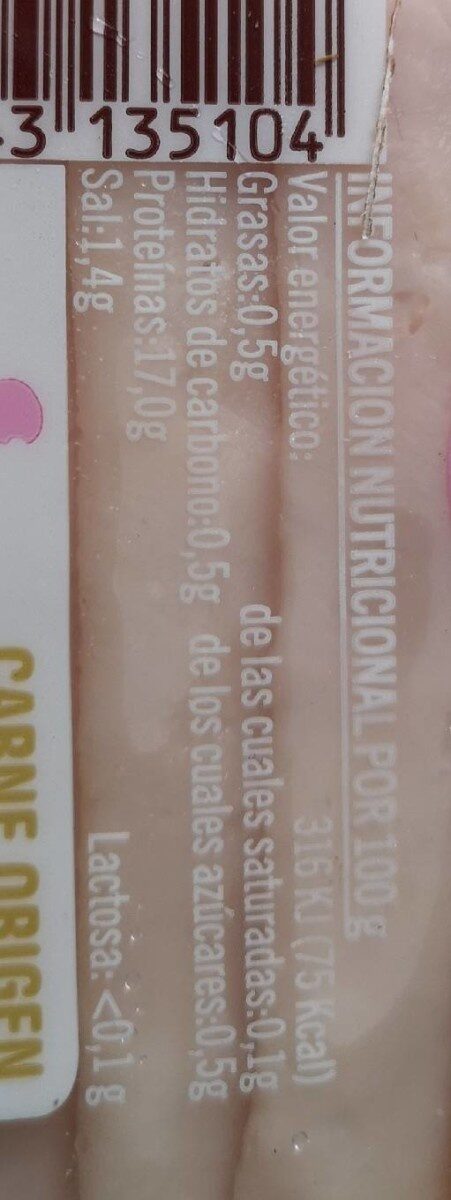 3 135104
INFORMACION NUTRICIONAL POR 100 g
Valor energético: 316 KJ (75 Kcal)
Grasas:0,5g de las cuales saturadas:0,1g
Hidratos de carbono:0,5g de los cuales azúcares:0,5g
Proteínas:17,0g
Sal:1,4g Lactosa: <0,1 g
CARNE ORIGEN